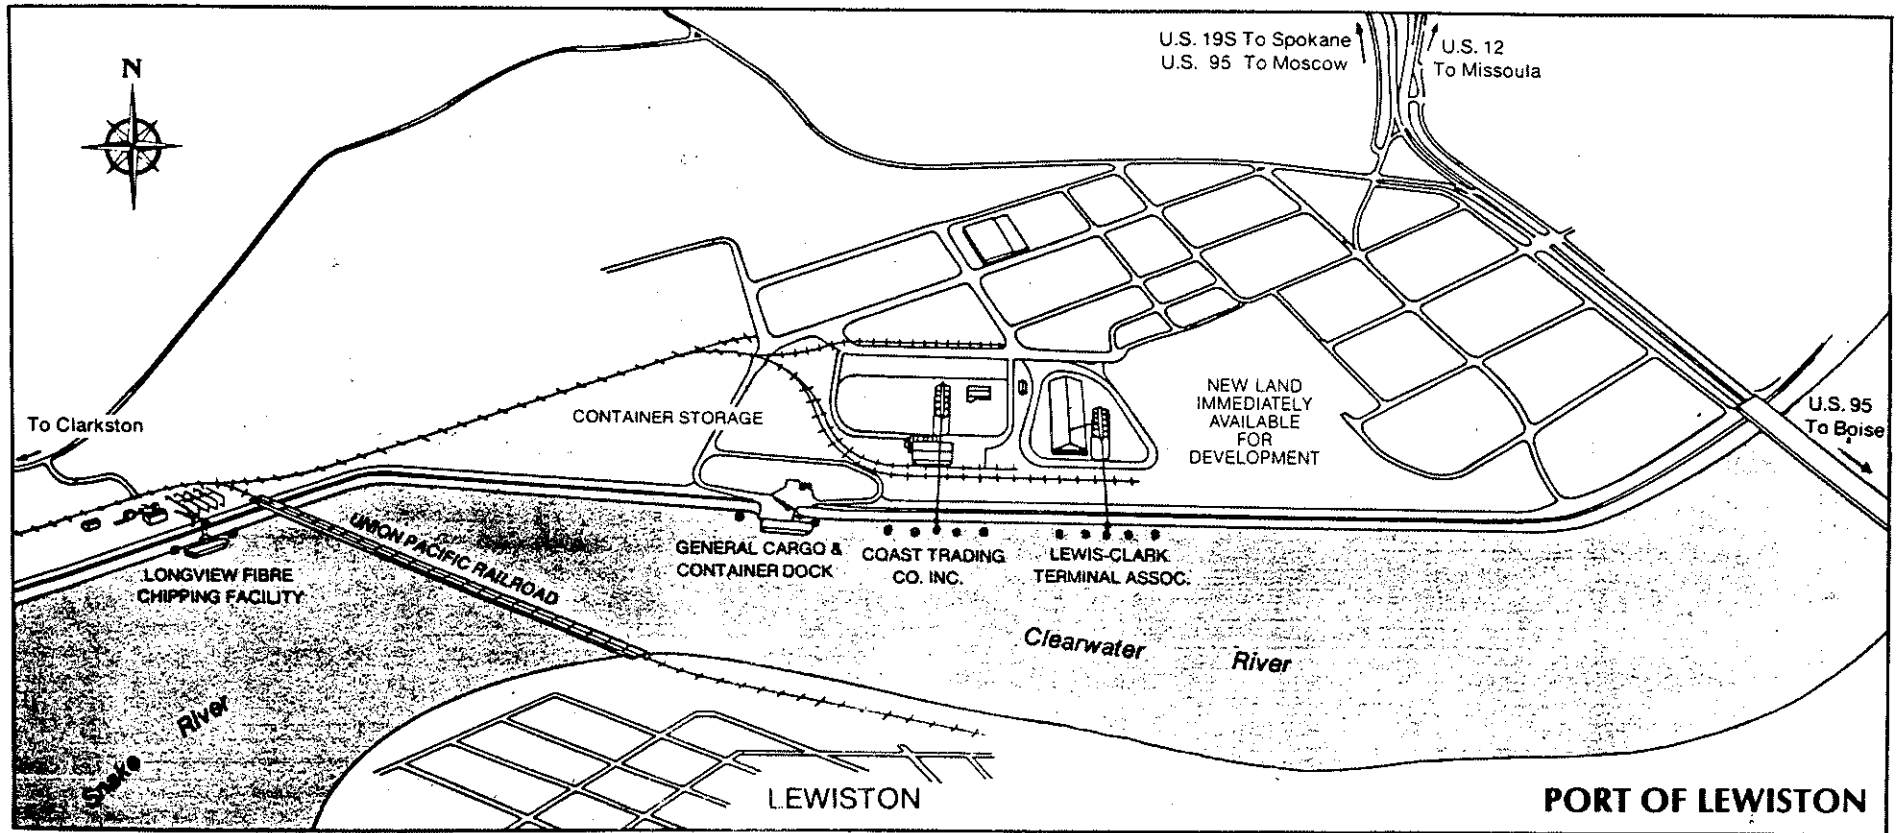 N
U.S. 19S To Spokane
U.S. 95 To Moscow
U.S. 12
To Missoula
To Clarkston
CONTAINER STORAGE
NEW LAND
IMMEDIATELY
AVAILABLE
FOR
DEVELOPMENT
U.S. 95
To Boise
UNION PACIFIC RAILROAD
LONGVIEW FIBRE
CHIPPING FACILITY
GENERAL CARGO &
CONTAINER DOCK
COAST TRADING
CO. INC.
LEWIS-CLARK
TERMINAL ASSOC.
Clearwater River
Snake River
LEWISTON
PORT OF LEWISTON